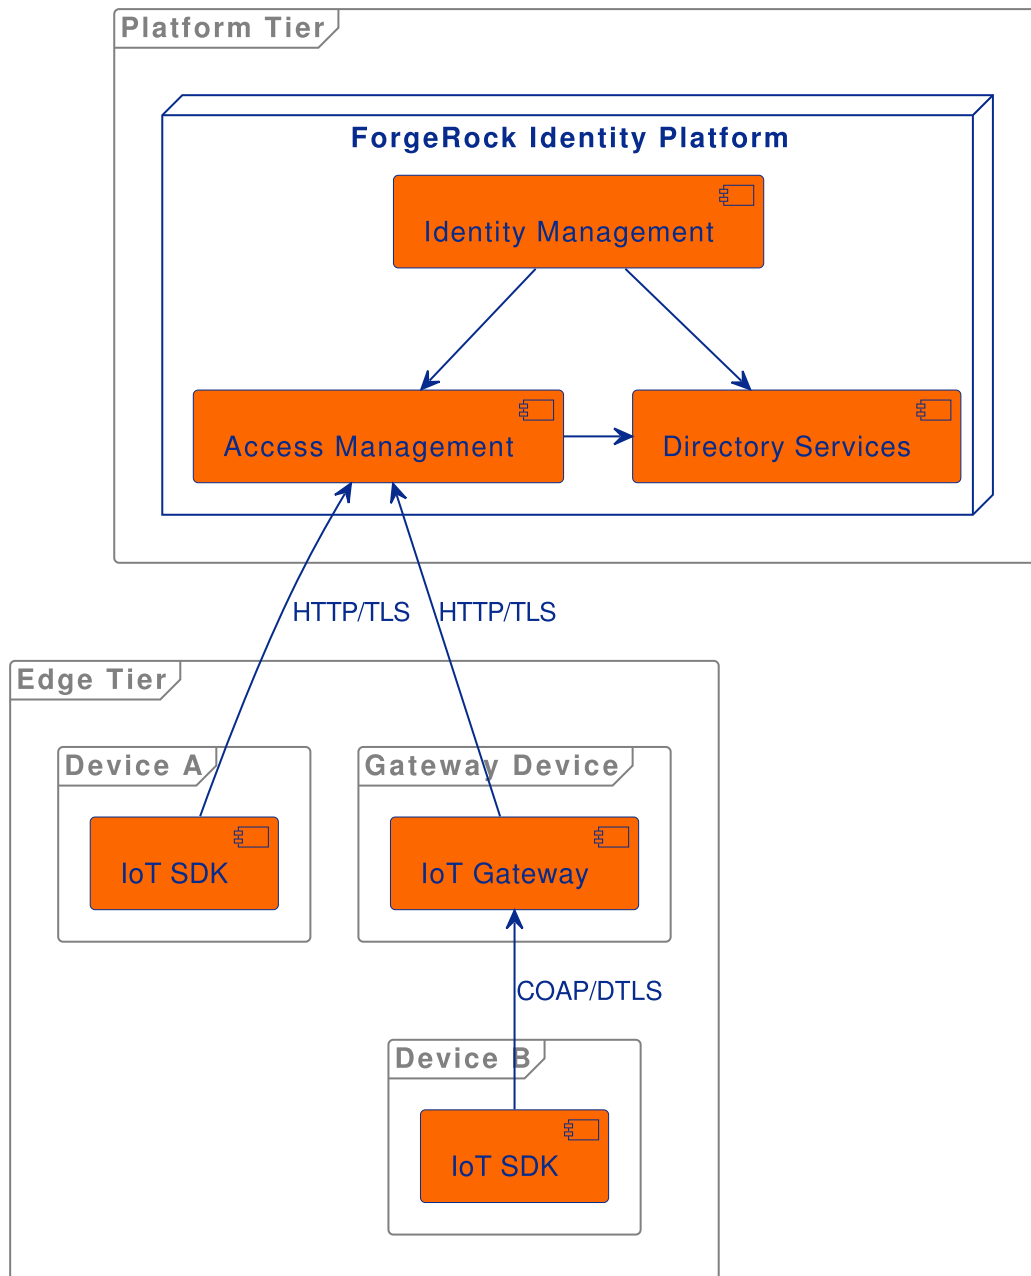 Platform Tier
ForgeRock Identity Platform
Identity Management
Access Management
Directory Services
HTTP/TLS
HTTP/TLS
Edge Tier
Device A
Gateway Device
IoT SDK
IoT Gateway
COAP/DTLS
Device B
IoT SDK